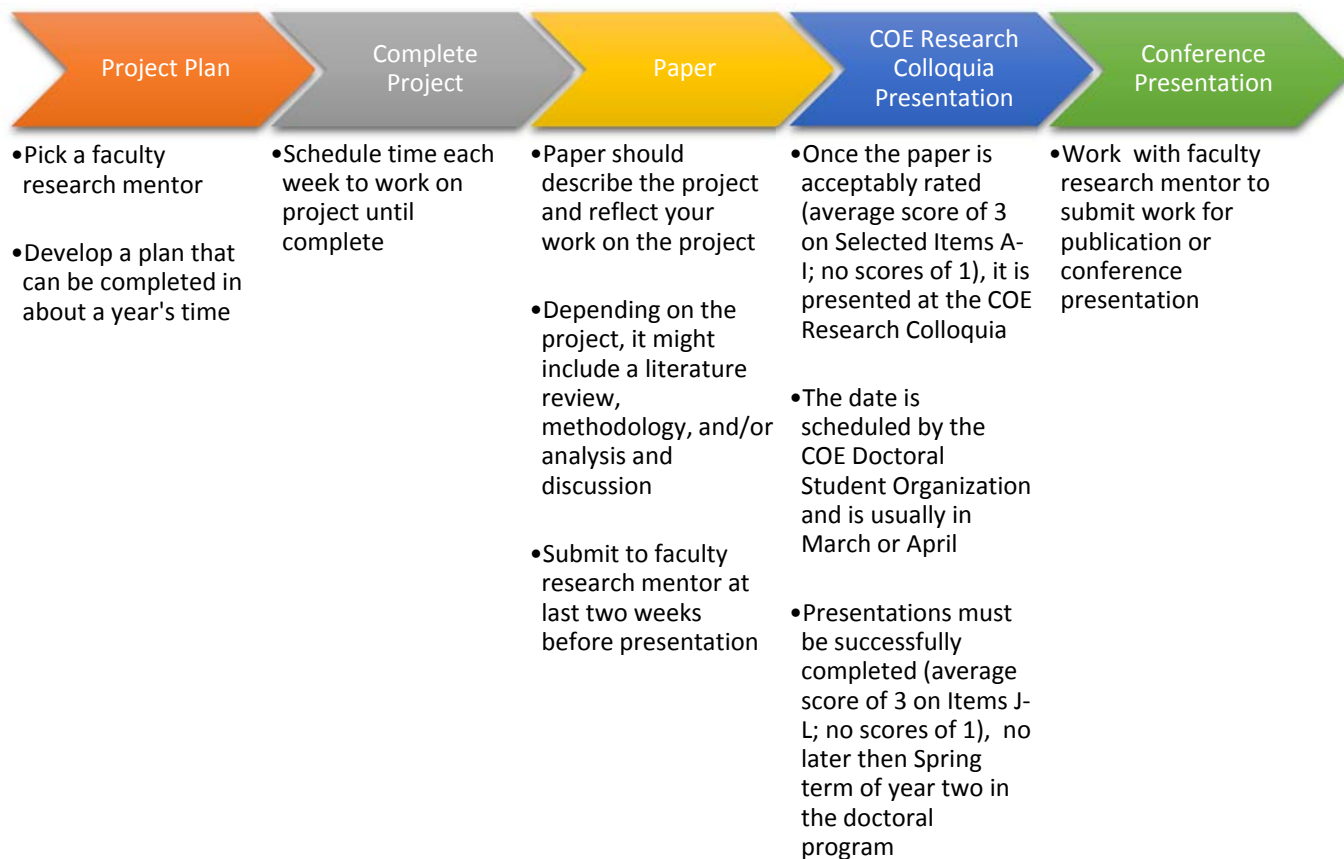 Project Plan
Complete
Project
Paper
COE Research
Colloquia
Presentation
Conference
Presentation
•Pick a faculty
research mentor
•Develop a plan that
can be completed in
about a year's time
•Schedule time each
week to work on
project until
complete
•Paper should
describe the project
and reflect your
work on the project
•Depending on the
project, it might
include a literature
review,
methodology, and/or
analysis and
discussion
•Submit to faculty
research mentor at
last two weeks
before presentation
•Once the paper is
acceptably rated
(average score of 3
on Selected Items A-
I; no scores of 1), it is
presented at the COE
Research Colloquia
•The date is
scheduled by the
COE Doctoral
Student Organization
and is usually in
March or April
•Presentations must
be successfully
completed (average
score of 3 on Items J-
L; no scores of 1),  no
later then Spring
term of year two in
the doctoral
program
•Work  with faculty
research mentor to
submit work for
publication or
conference
presentation